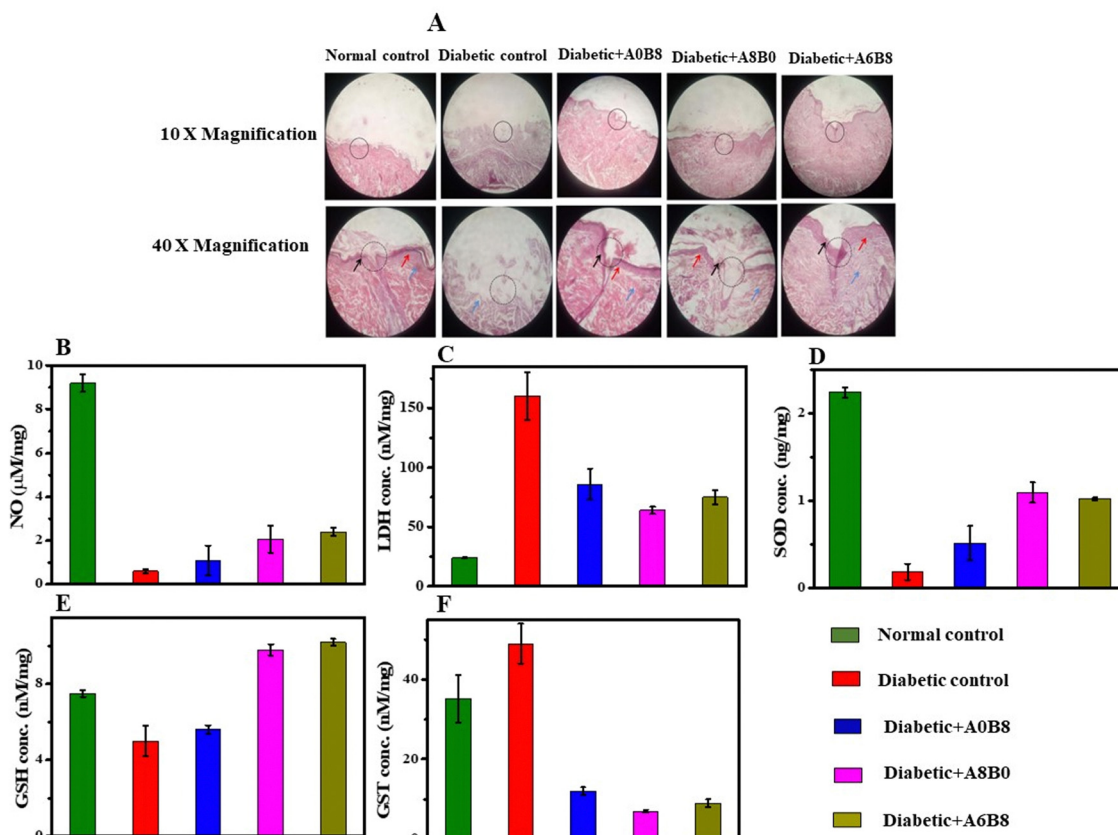 A
Normal control Diabetic control Diabetic+A0B8 Diabetic+A8B0 Diabetic+A6B8
10 X Magnification
40 X Magnification
B
10
8
6
4
2
0
NO (μM/mg)
C
150
100
50
0
LDH conc. (nM/mg)
D
2
1
0
SOD conc. (ng/mg)
E
8
4
0
GSH conc. (nM/mg)
F
40
20
0
GST conc. (nM/mg)
Normal control
Diabetic control
Diabetic+A0B8
Diabetic+A8B0
Diabetic+A6B8